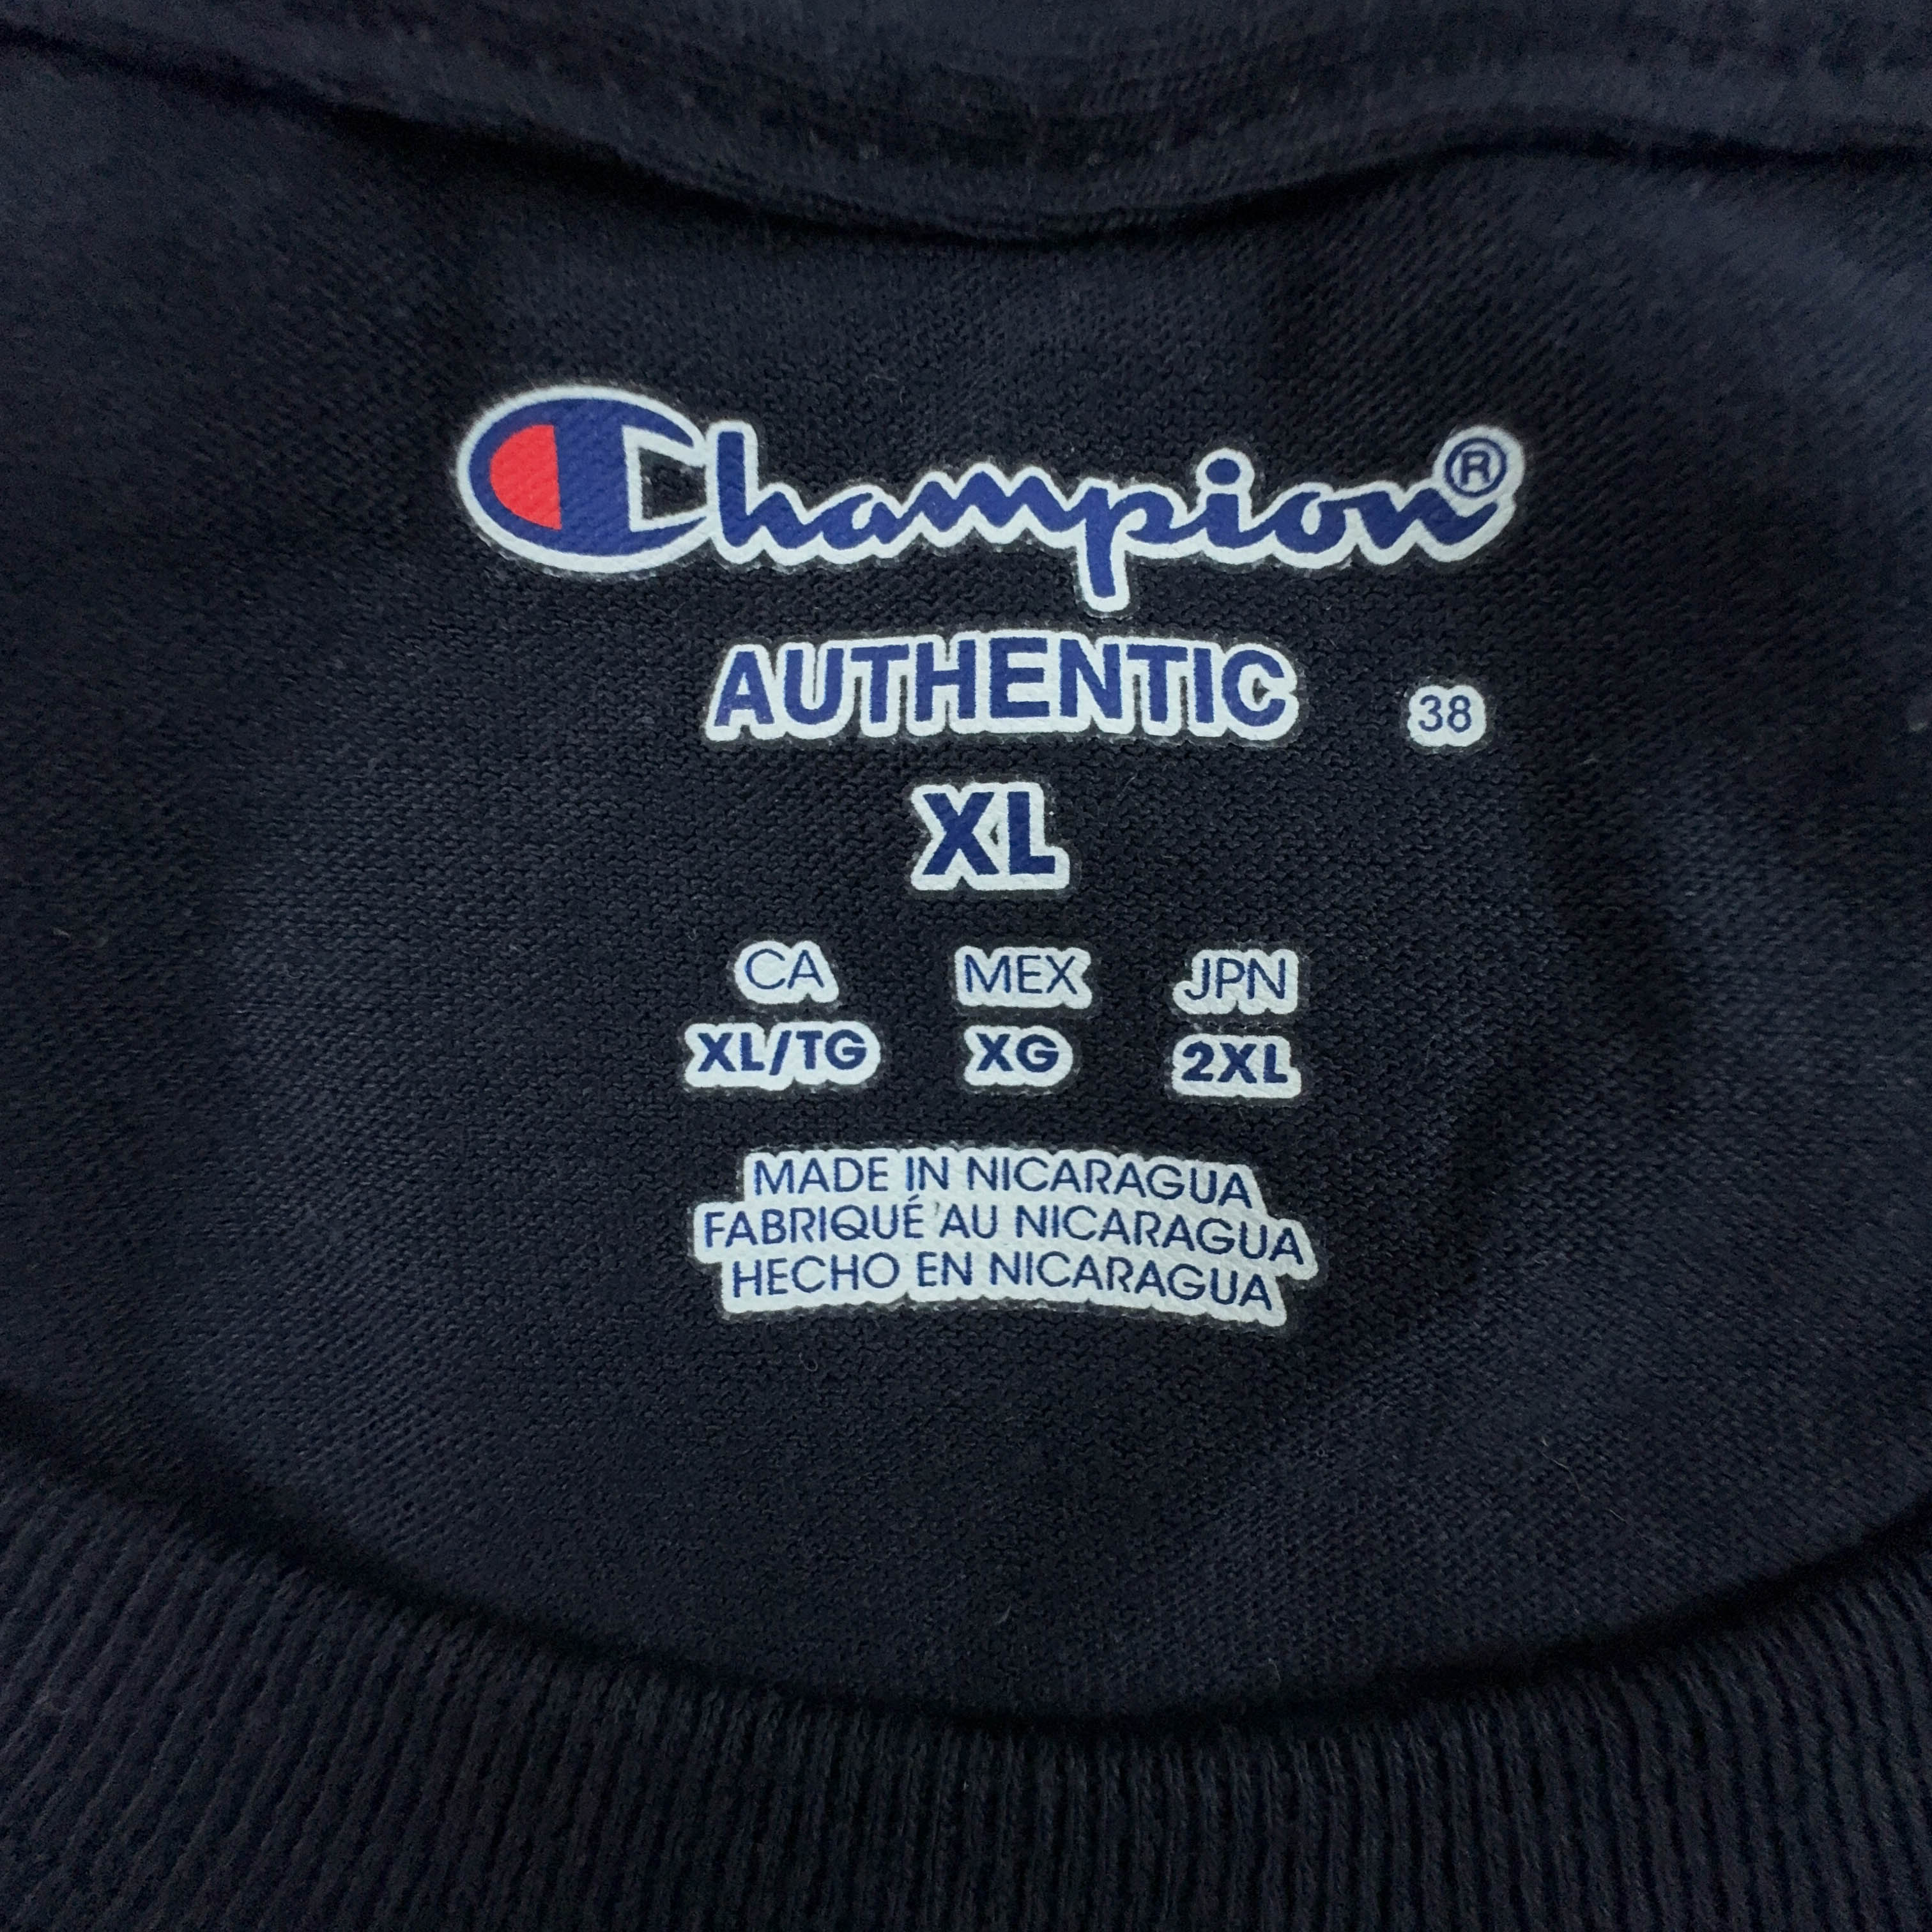 Champion®
AUTHENTIC 38
XL
CA MEX JPN
XL/TG XG 2XL
MADE IN NICARAGUA
FABRIQUÉ AU NICARAGUA
HECHO EN NICARAGUA